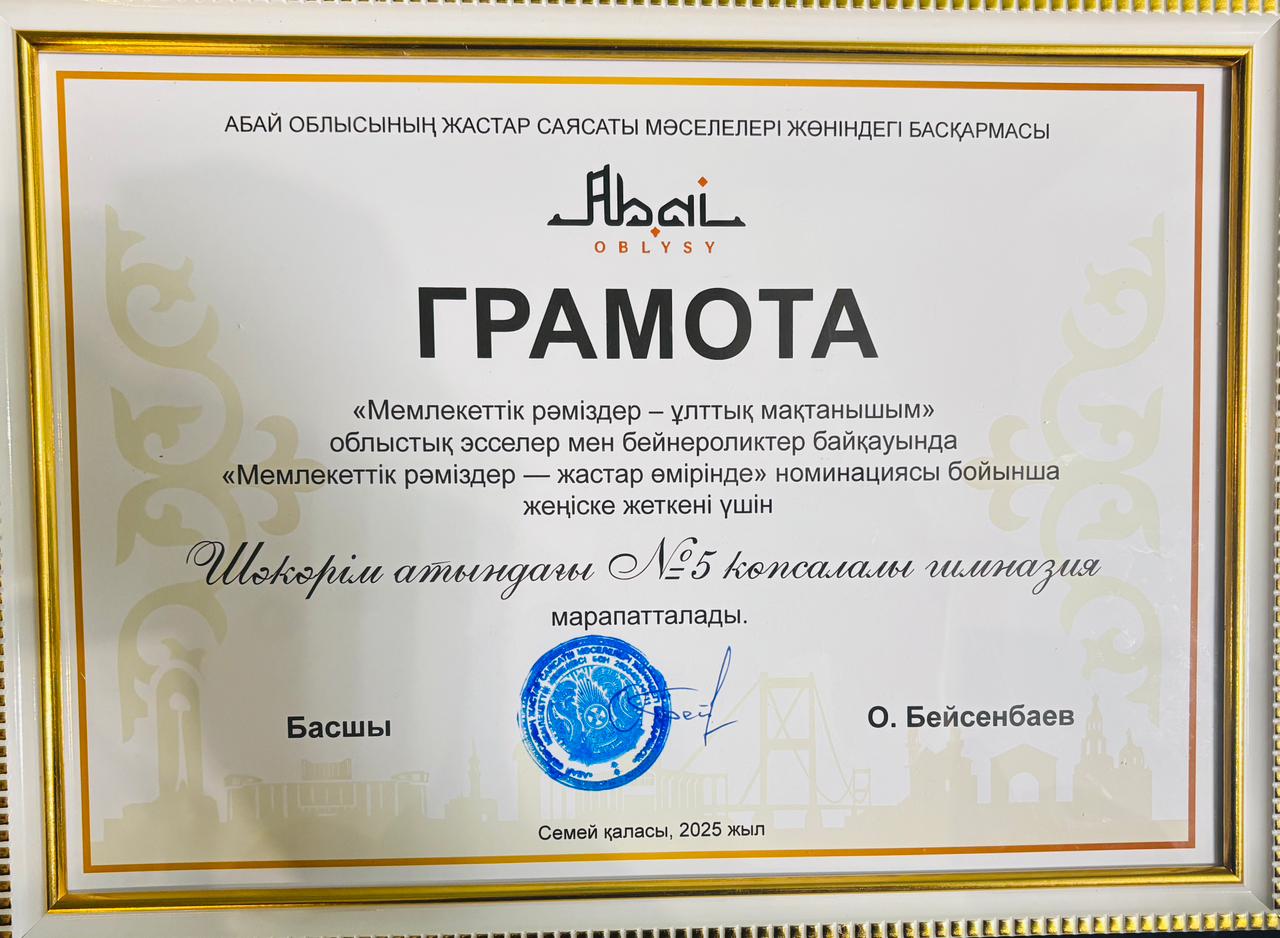 АБАЙ ОБЛЫСЫНЫҢ ЖАСТАР САЯСАТЫ МӘСЕЛЕЛЕРІ ЖӨНІНДЕГІ БАСҚАРМАСЫ
Abai
OBLYSY
ГРАМОТА
«Мемлекеттік рәміздер – ұлттық мақтанышым»
облыстық эсселер мен бейнероликтер байқауында
«Мемлекеттік рәміздер — жастар өмірінде» номинациясы бойынша
жеңіске жеткені үшін
Шәкәрім атындағы №5 көпсалалы гимназия
марапатталады.
Басшы
О. Бейсенбаев
Семей қаласы, 2025 жыл